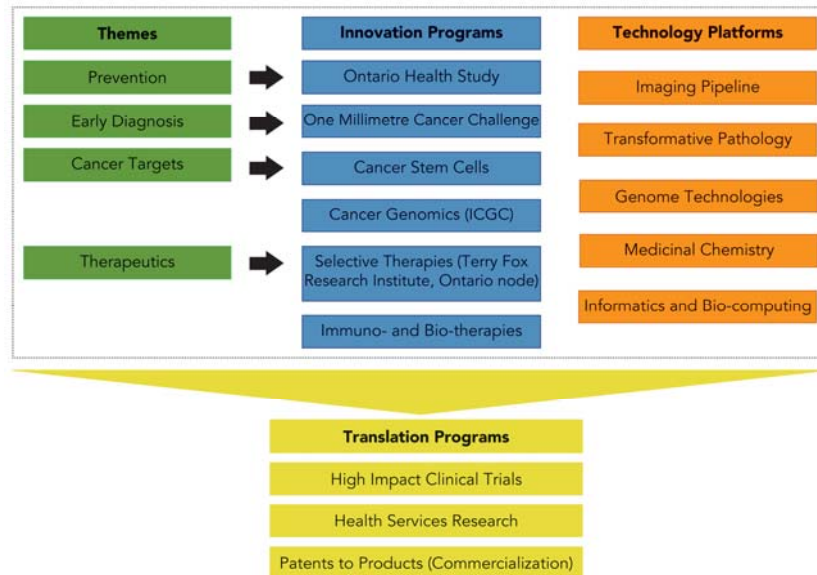 Themes
Prevention
Early Diagnosis
Cancer Targets
Therapeutics
Innovation Programs
Ontario Health Study
One Millimetre Cancer Challenge
Cancer Stem Cells
Cancer Genomics (ICGC)
Selective Therapies (Terry Fox
Research Institute, Ontario node)
Immuno- and Bio-therapies
Technology Platforms
Imaging Pipeline
Transformative Pathology
Genome Technologies
Medicinal Chemistry
Informatics and Bio-computing
Translation Programs
High Impact Clinical Trials
Health Services Research
Patents to Products (Commercialization)